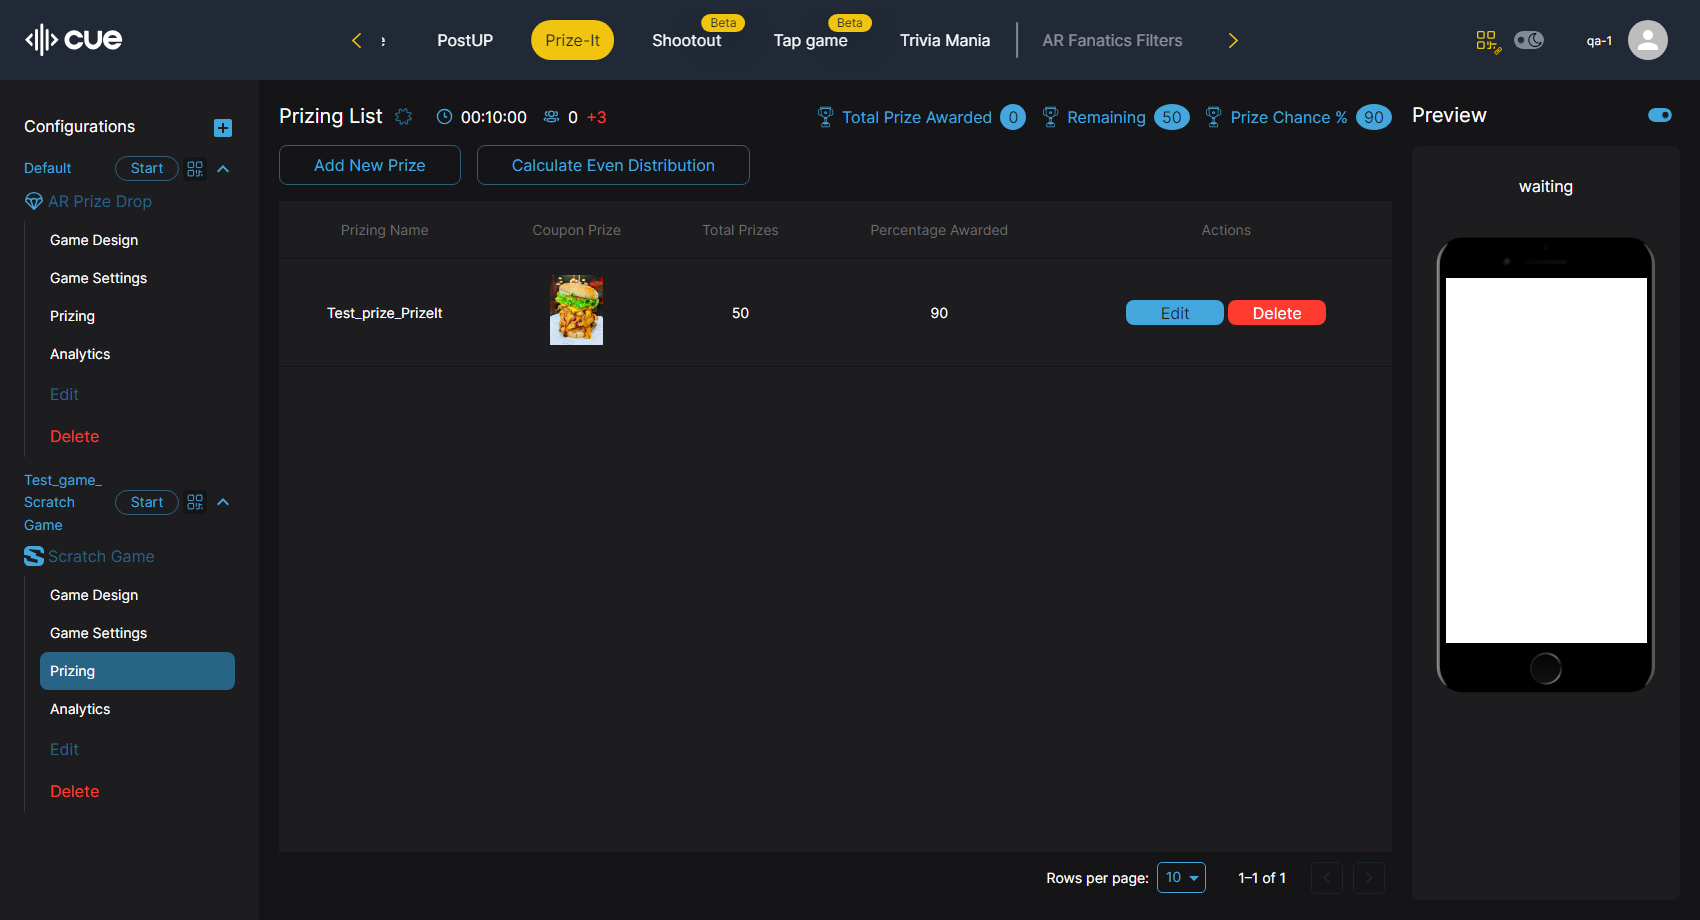 cue
PostUP
Prize-It
Beta
Shootout
Beta
Tap game
Trivia Mania
AR Fanatics Filters
qa-1
Configurations
Default
Start
AR Prize Drop
Game Design
Game Settings
Prizing
Analytics
Edit
Delete
Test_game_
Scratch
Game
Start
Scratch Game
Game Design
Game Settings
Prizing
Analytics
Edit
Delete
Prizing List
00:10:00
0 +3
Total Prize Awarded 0
Remaining 50
Prize Chance % 90
Add New Prize
Calculate Even Distribution
Prizing Name Coupon Prize Total Prizes Percentage Awarded Actions
Test_prize_PrizeIt 50 90 Edit Delete
Rows per page: 10 1–1 of 1
Preview
waiting